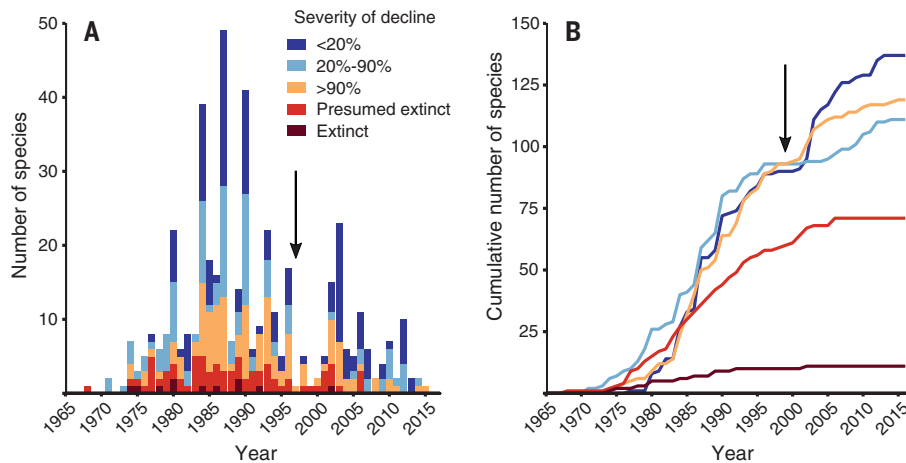 A
Severity of decline
<20%
20%-90%
>90%
Presumed extinct
Extinct
Number of species
50
40
30
20
10
1965 1970 1975 1980 1985 1990 1995 2000 2005 2010 2015
Year
B
Cumulative number of species
150
125
100
75
50
25
1965 1970 1975 1980 1985 1990 1995 2000 2005 2010 2015
Year